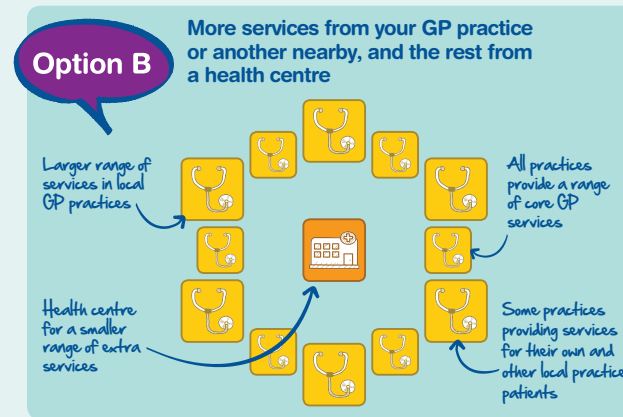 Option B
More services from your GP practice
or another nearby, and the rest from
a health centre
Larger range of
services in local
GP practices
All practices
provide a range
of core GP
services
Health centre
for a smaller
range of extra
services
Some practices
providing services
for their own and
other local practice
patients